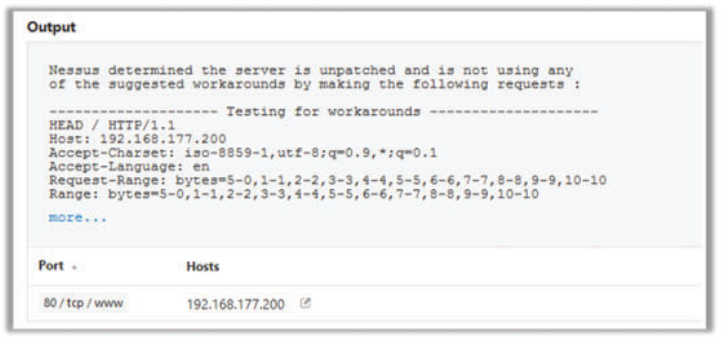 Output
Nessus determined the server is unpatched and is not using any
of the suggested workarounds by making the following requests :
-------------------- Testing for workarounds --------------------
HEAD / HTTP/1.1
Host: 192.168.177.200
Accept-Charset: iso-8859-1,utf-8;q=0.9,*;q=0.1
Accept-Language: en
Request-Range: bytes=5-0,1-1,2-2,3-3,4-4,5-5,6-6,7-7,8-8,9-9,10-10
Range: bytes=5-0,1-1,2-2,3-3,4-4,5-5,6-6,7-7,8-8,9-9,10-10
more...
Port Hosts
80 / tcp / www 192.168.177.200